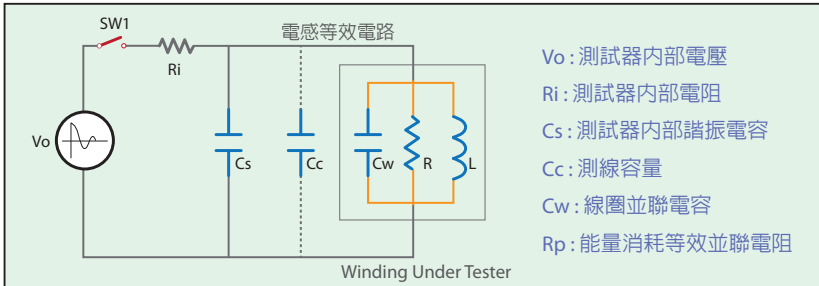 SW1
電感等效電路
Ri
Vo
Cs
Cc
Cw
R
L
Winding Under Tester
Vo : 測試器内部電壓
Ri : 測試器内部電阻
Cs : 測試器内部諧振電容
Cc : 測線容量
Cw : 線圈並聯電容
Rp : 能量消耗等效並聯電阻